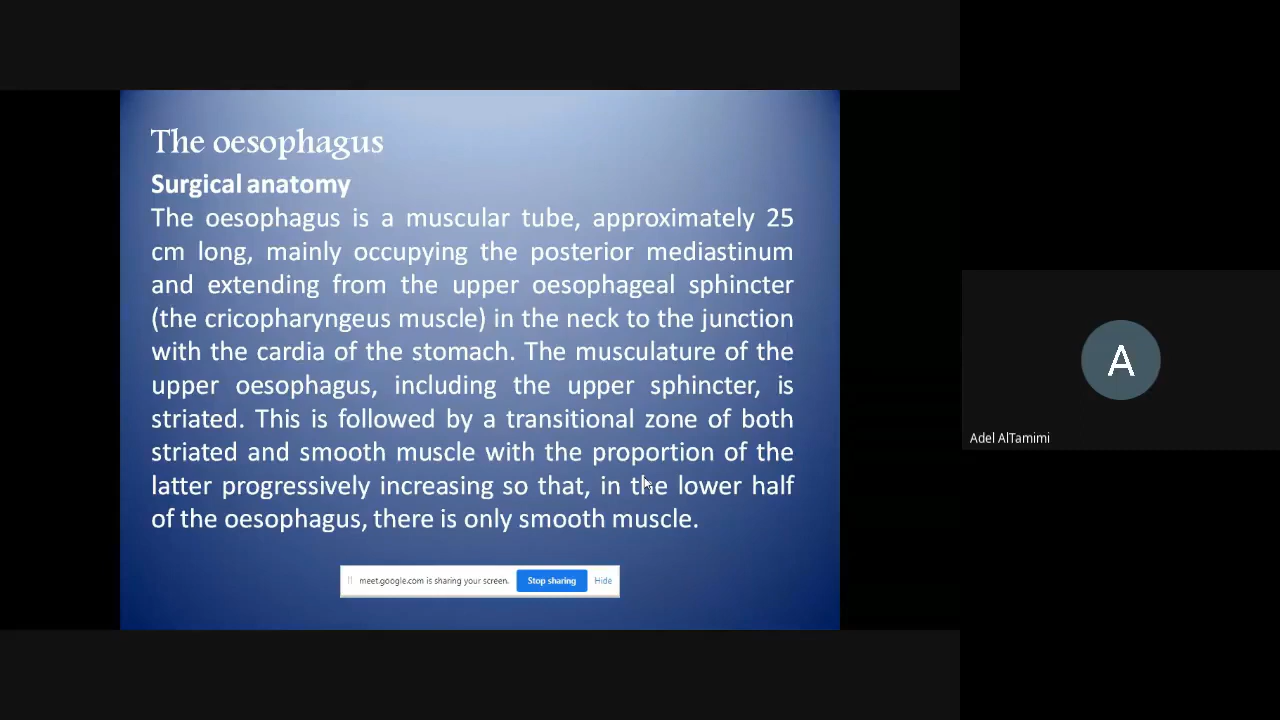 The oesophagus
Surgical anatomy
The oesophagus is a muscular tube, approximately 25
cm long, mainly occupying the posterior mediastinum
and extending from the upper oesophageal sphincter
(the cricopharyngeus muscle) in the neck to the junction
with the cardia of the stomach. The musculature of the
upper oesophagus, including the upper sphincter, is
striated. This is followed by a transitional zone of both
striated and smooth muscle with the proportion of the
latter progressively increasing so that, in the lower half
of the oesophagus, there is only smooth muscle.
meet.google.com is sharing your screen. Stop sharing Hide
A
Adel AlTamimi